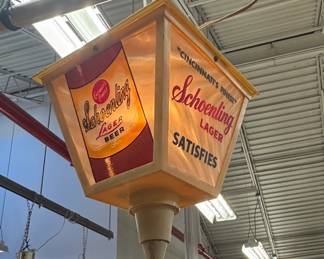 Schoenling
LAGER
BEER
"CINCINNATI'S FINEST"
Schoenling
LAGER
SATISFIES